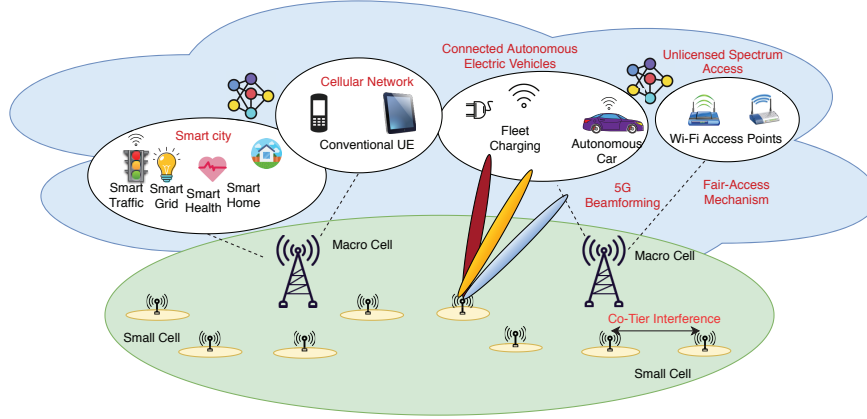 Connected Autonomous
Electric Vehicles
Unlicensed Spectrum
Access
Cellular Network
Conventional UE
Fleet
Charging
Autonomous
Car
Wi-Fi Access Points
Smart city
Smart
Traffic
Smart
Grid
Smart
Health
Smart
Home
5G
Beamforming
Fair-Access
Mechanism
Macro Cell
Macro Cell
Small Cell
Co-Tier Interference
Small Cell